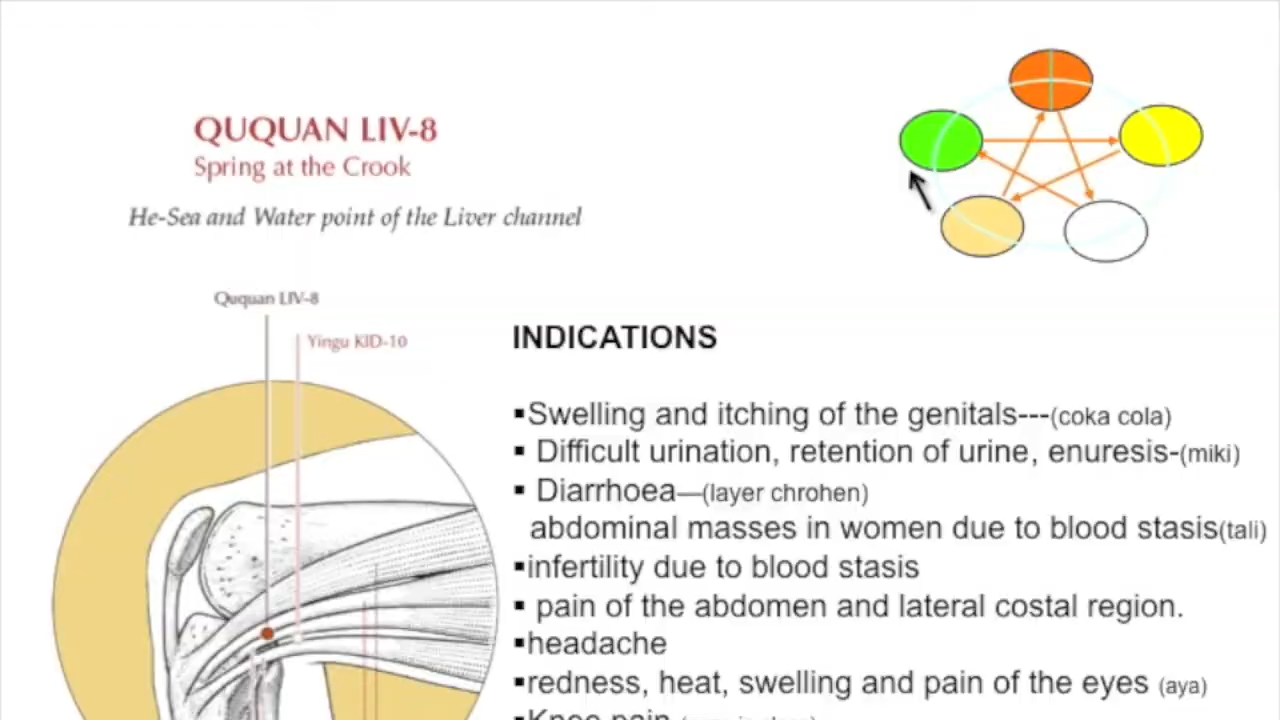 QUQUAN LIV-8
Spring at the Crook
He-Sea and Water point of the Liver channel
Ququan LIV-8
Yingu KID-10
INDICATIONS
▪Swelling and itching of the genitals---(coka cola)
▪ Difficult urination, retention of urine, enuresis-(miki)
▪ Diarrhoea—(layer chrohen)
abdominal masses in women due to blood stasis(tali)
▪infertility due to blood stasis
▪ pain of the abdomen and lateral costal region.
▪headache
▪redness, heat, swelling and pain of the eyes (aya)
▪Knee pain